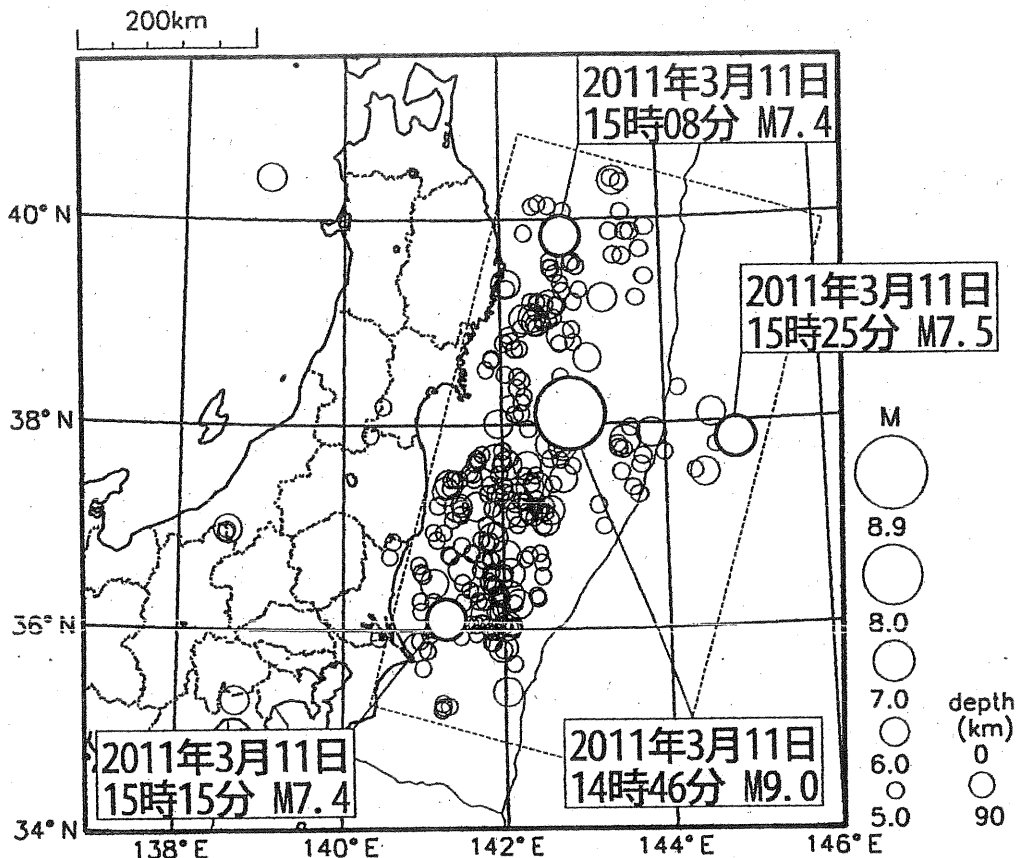 200km
2011年3月11日
15時08分 M7.4
40°N
2011年3月11日
15時25分 M7.5
38°N
M
8.9
8.0
36°N
7.0
depth
(km)
2011年3月11日
15時15分 M7.4
2011年3月11日
14時46分 M9.0
6.0
0
5.0
90
34°N
138°E
140°E
142°E
144°E
146°E